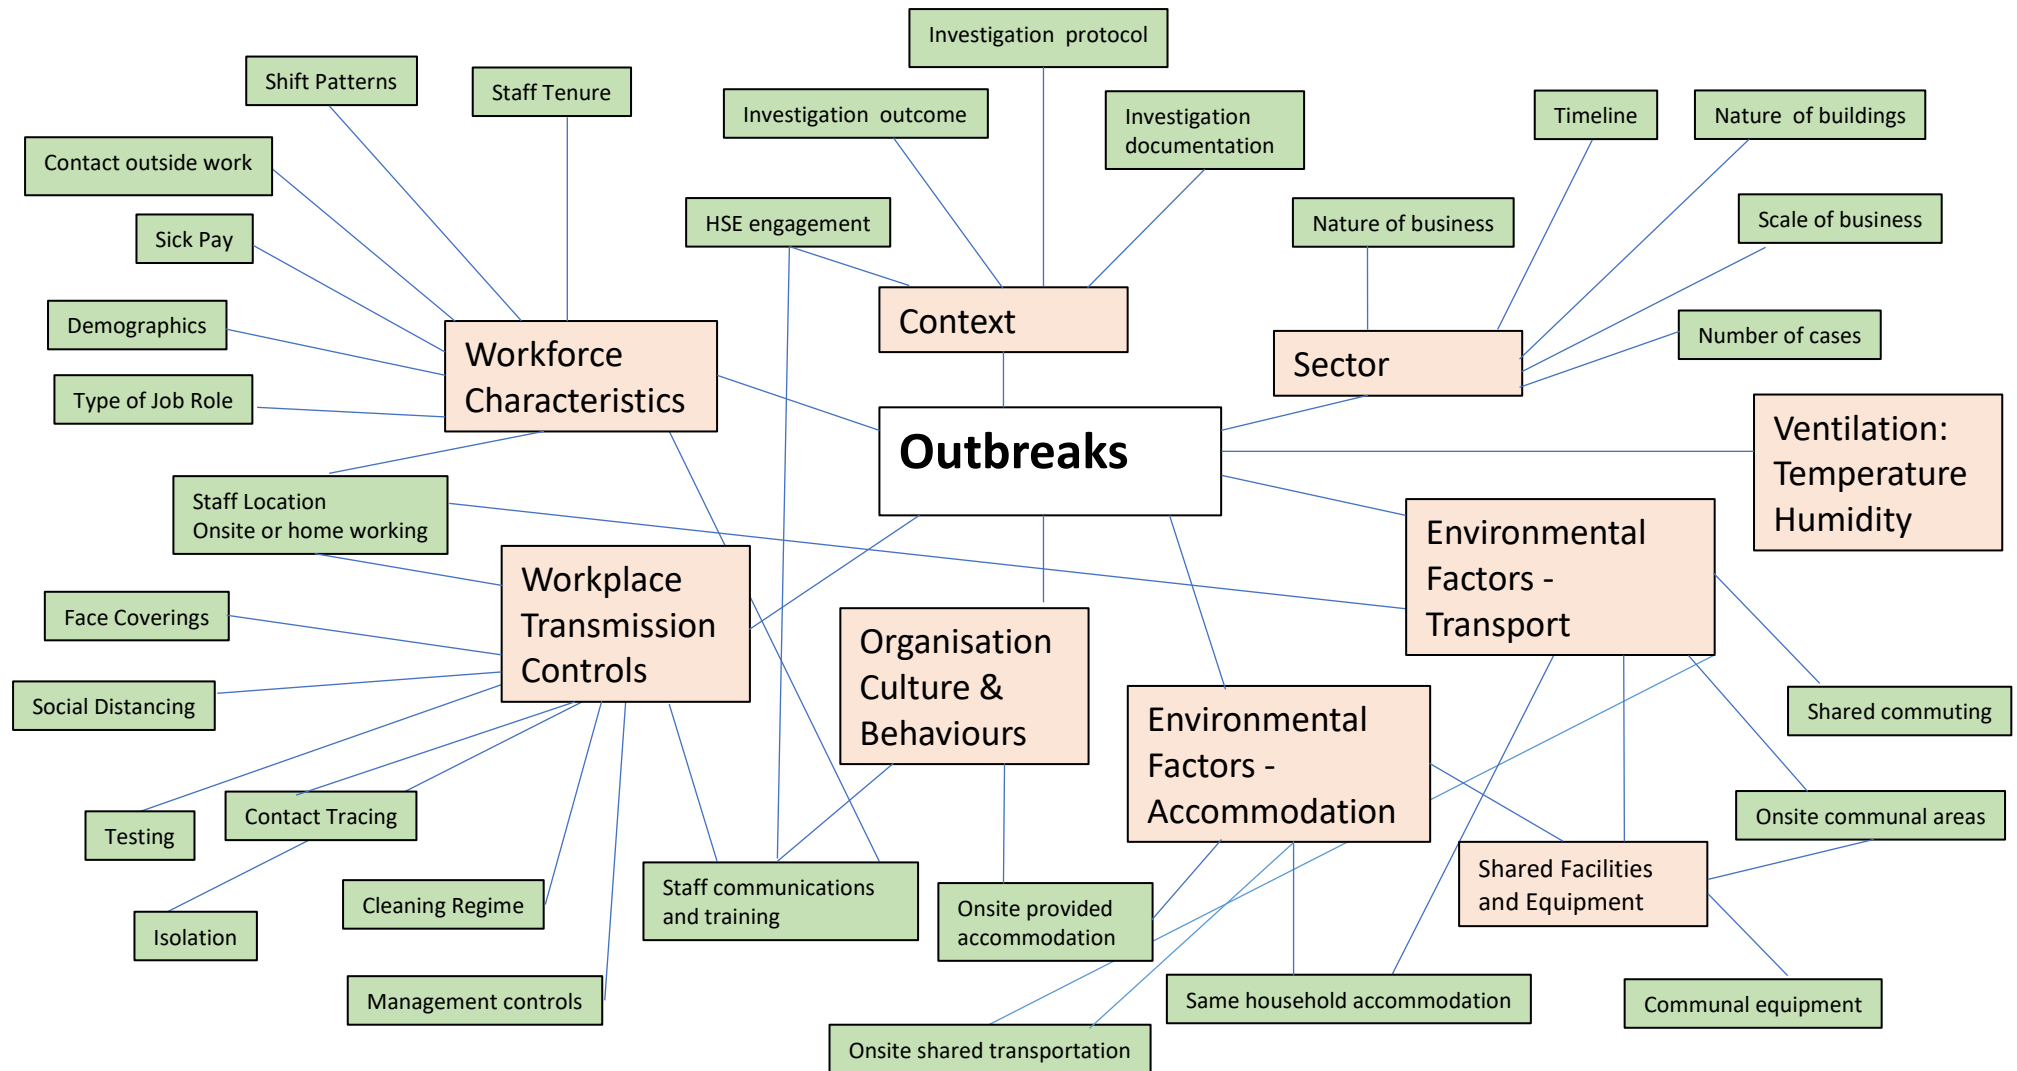 Investigation protocol
Shift Patterns
Staff Tenure
Investigation outcome
Investigation
documentation
Timeline
Nature of buildings
Contact outside work
HSE engagement
Nature of business
Scale of business
Sick Pay
Demographics
Workforce
Characteristics
Context
Sector
Number of cases
Type of Job Role
Outbreaks
Ventilation:
Temperature
Humidity
Staff Location
Onsite or home working
Workplace
Transmission
Controls
Environmental
Factors -
Transport
Face Coverings
Organisation
Culture &
Behaviours
Social Distancing
Environmental
Factors -
Accommodation
Shared commuting
Testing
Contact Tracing
Onsite communal areas
Isolation
Cleaning Regime
Staff communications
and training
Onsite provided
accommodation
Shared Facilities
and Equipment
Management controls
Same household accommodation
Communal equipment
Onsite shared transportation